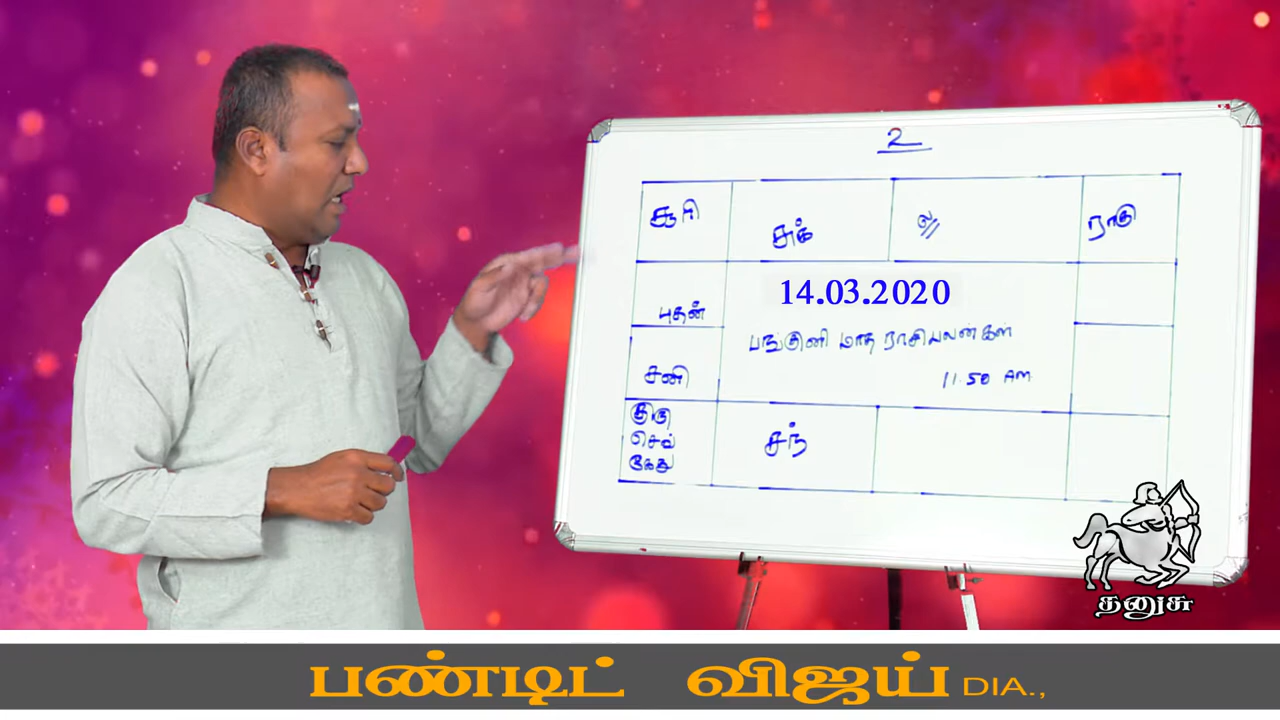 2
சூரி சுக் ல// ராகு
14.03.2020
புதன்
பங்குனி மாத ராசிபலன்கள
சனி
11.50 AM
குரு
செவ்
கேது
சந்
தனுசு
பண்டிட் விஜய் DIA.,